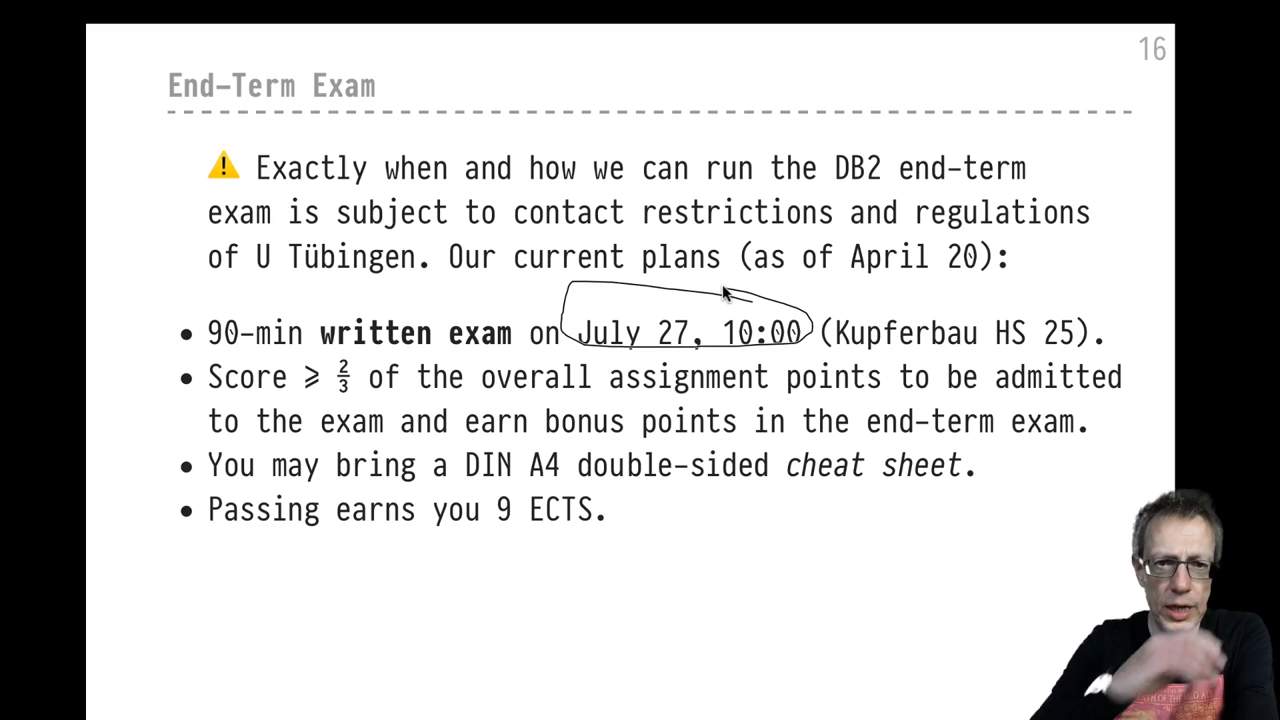 16
End–Term Exam
⚠️ Exactly when and how we can run the DB2 end–term
exam is subject to contact restrictions and regulations
of U Tübingen. Our current plans (as of April 20):
• 90–min written exam on July 27, 10:00 (Kupferbau HS 25).
• Score ⩾ ⅔ of the overall assignment points to be admitted
to the exam and earn bonus points in the end–term exam.
• You may bring a DIN A4 double–sided cheat sheet.
• Passing earns you 9 ECTS.